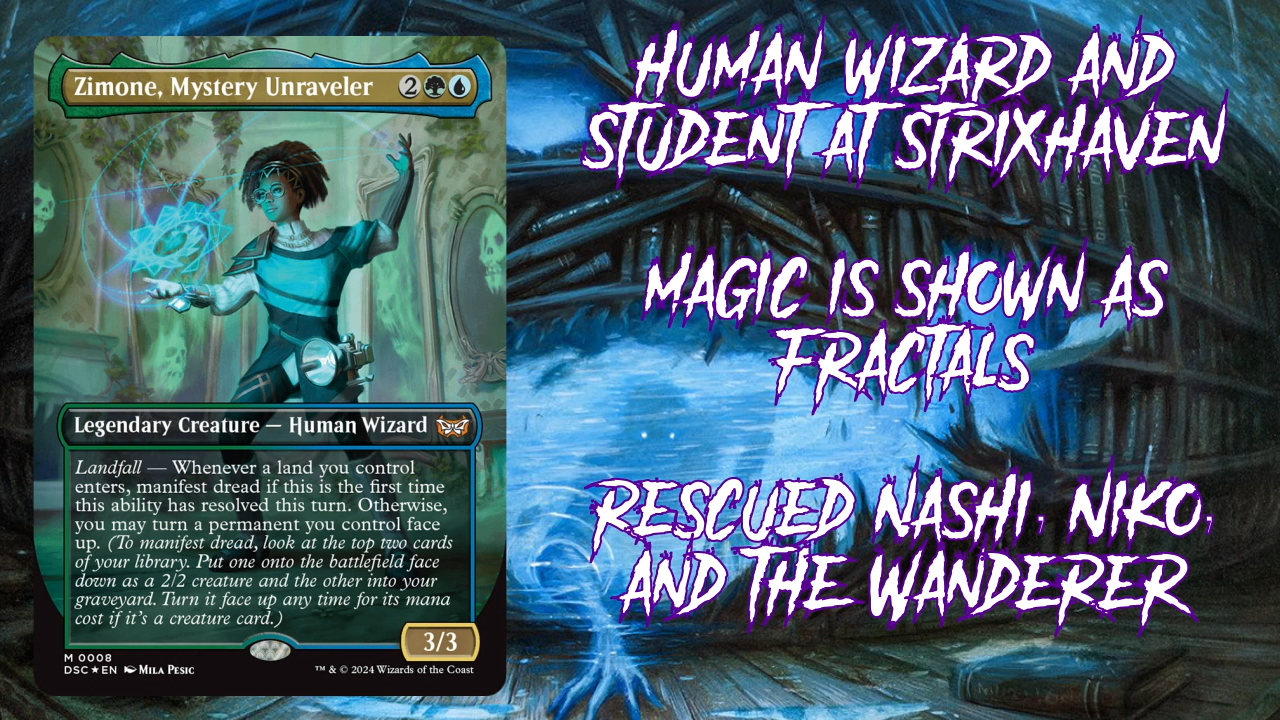 Zimone, Mystery Unraveler 2
Legendary Creature — Human Wizard
Landfall — Whenever a land you control
enters, manifest dread if this is the first time
this ability has resolved this turn. Otherwise,
you may turn a permanent you control face
up. (To manifest dread, look at the top two cards
of your library. Put one onto the battlefield face
down as a 2/2 creature and the other into your
graveyard. Turn it face up any time for its mana
cost if it's a creature card.)
3/3
M 0008
DSC ★ EN Mila Pesic
™ & © 2024 Wizards of the Coast
HUMAN WIZARD AND
STUDENT AT STRIXHAVEN
MAGIC IS SHOWN AS
FRACTALS
RESCUED NASHI, NIKO,
AND THE WANDERER